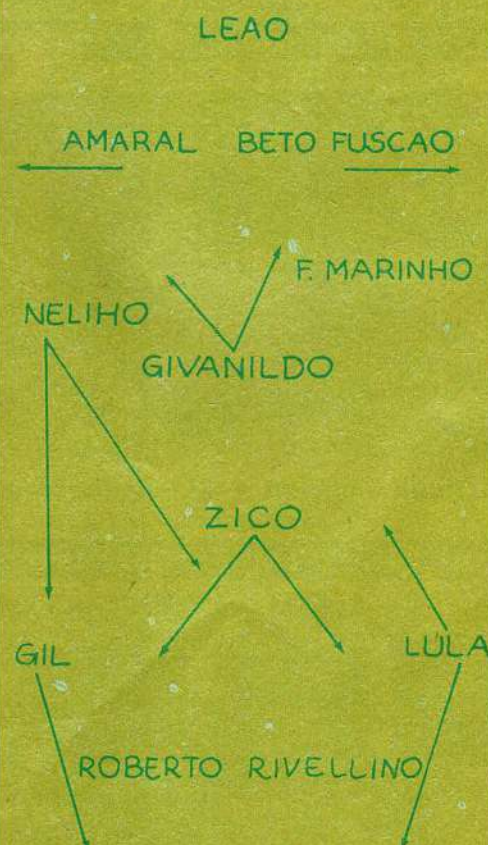 LEAO
AMARAL BETO FUSCAO
F. MARINHO
NELIHO
GIVANILDO
ZICO
GIL LULA
ROBERTO RIVELLINO